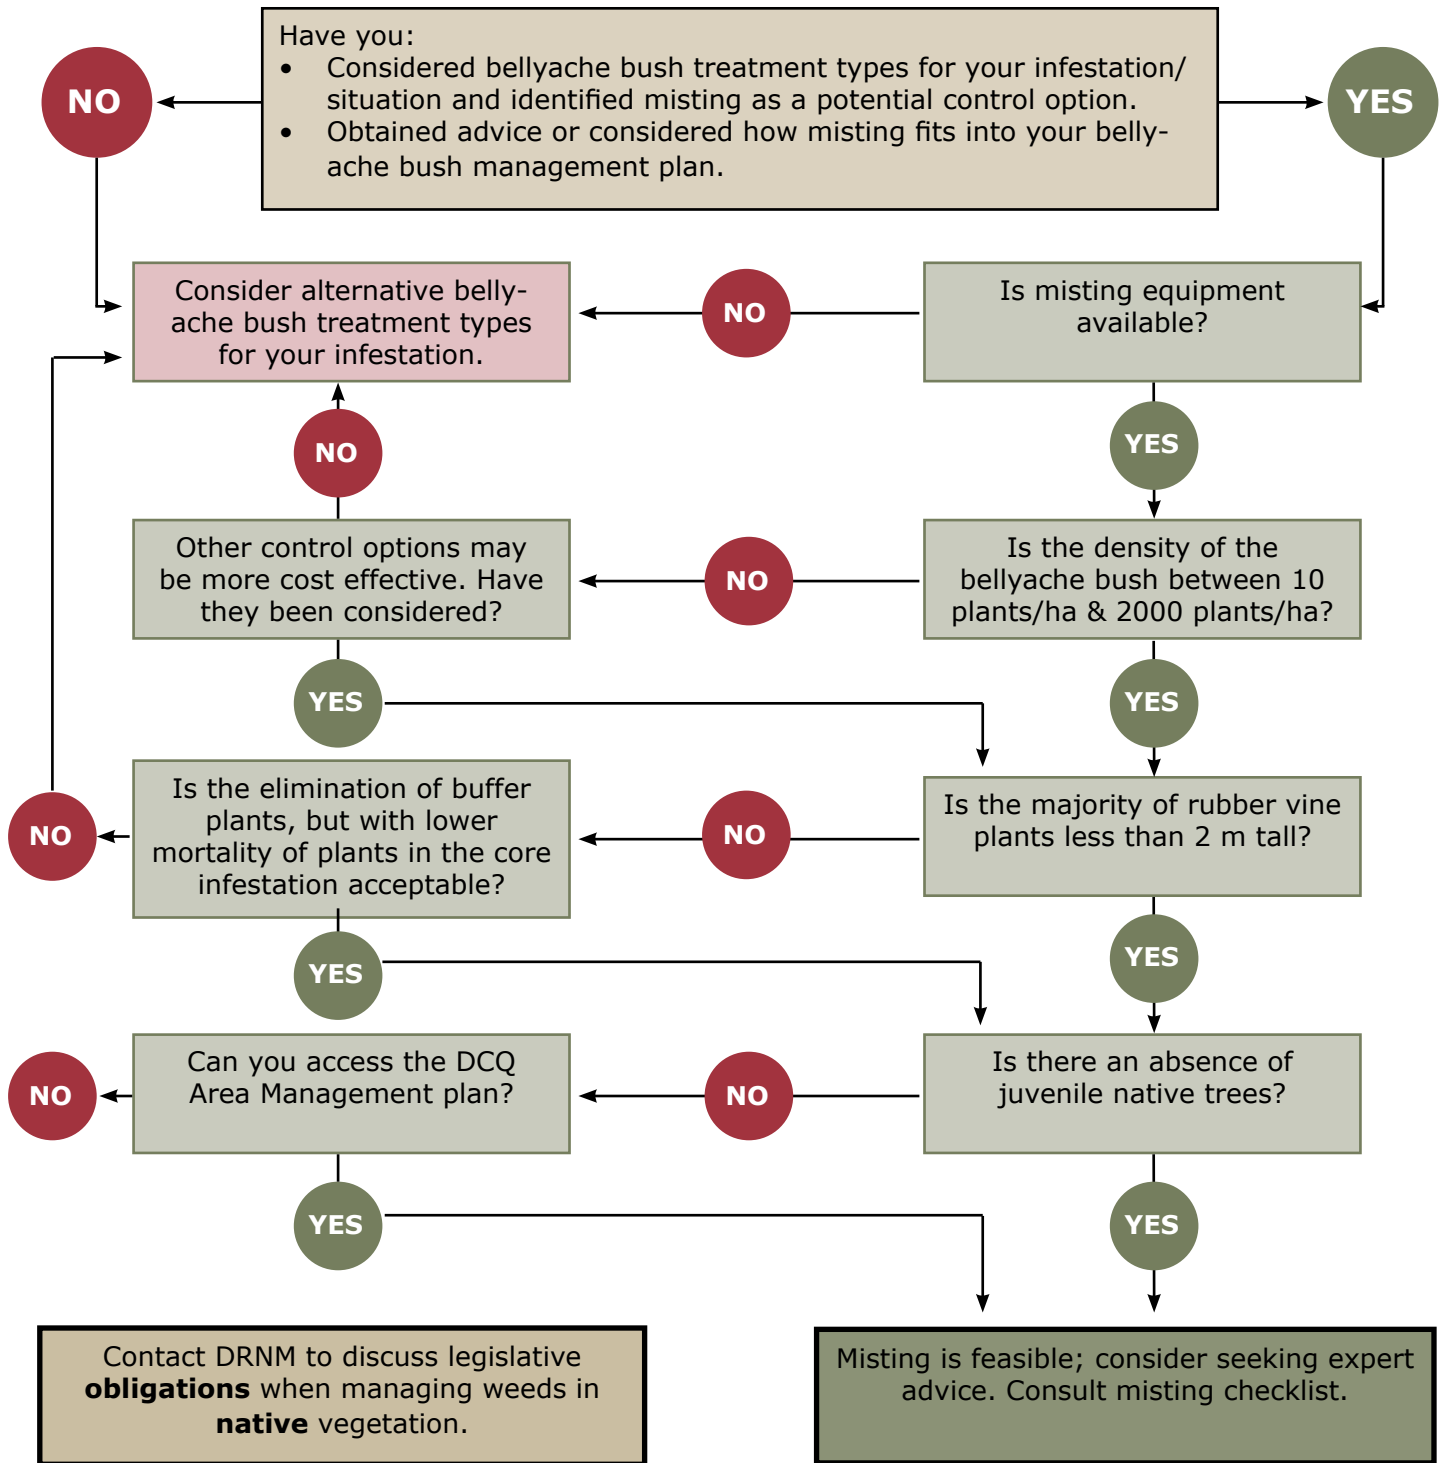 Have you:
• Considered bellyache bush treatment types for your infestation/
situation and identified misting as a potential control option.
• Obtained advice or considered how misting fits into your belly-
ache bush management plan.
NO
YES
Consider alternative belly-
ache bush treatment types
for your infestation.
NO
Is misting equipment
available?
NO
YES
Other control options may
be more cost effective. Have
they been considered?
NO
Is the density of the
bellyache bush between 10
plants/ha & 2000 plants/ha?
YES
YES
Is the elimination of buffer
plants, but with lower
mortality of plants in the core
infestation acceptable?
NO
NO
Is the majority of rubber vine
plants less than 2 m tall?
YES
YES
Can you access the DCQ
Area Management plan?
NO
NO
Is there an absence of
juvenile native trees?
YES
YES
Contact DRNM to discuss legislative
obligations when managing weeds in
native vegetation.
Misting is feasible; consider seeking expert
advice. Consult misting checklist.